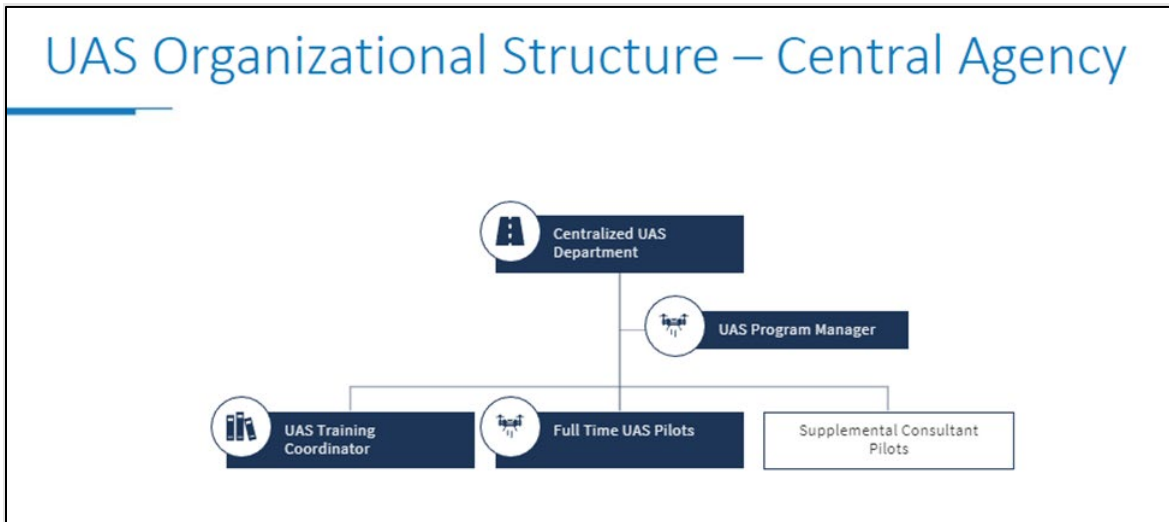 UAS Organizational Structure – Central Agency
Centralized UAS
Department
UAS Program Manager
UAS Training
Coordinator
Full Time UAS Pilots
Supplemental Consultant
Pilots